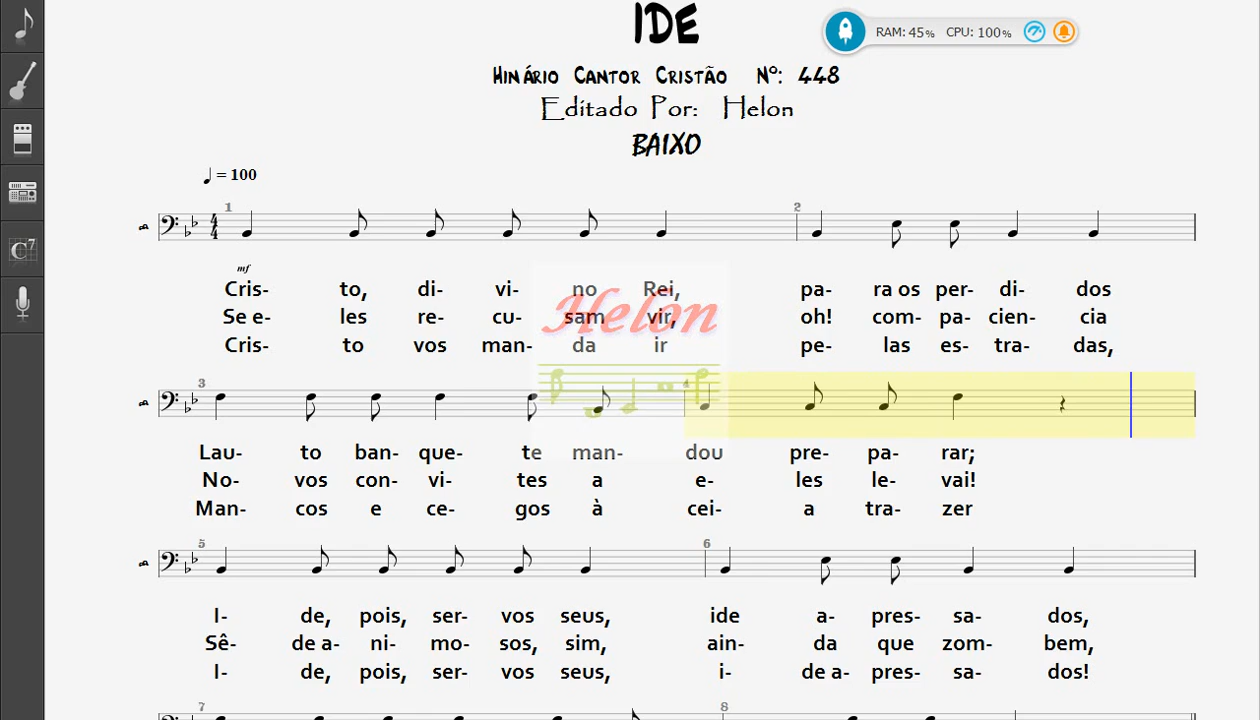 IDE
RAM: 45% CPU: 100%
Hinário Cantor Cristão Nº: 448
Editado Por: Helon
BAIXO
♩ = 100
1 2
4
4
mf
Cris- to, di- vi- no Rei, pa- ra os per- di- dos
Se e- les re- cu- sam vir, oh! com- pa- cien- cia
Helon
Cris- to vos man- da ir pe- las es- tra- das,
3 4
Lau- to ban- que- te man- dou pre- pa- rar;
No- vos con- vi- tes a e- les le- vai!
Man- cos e ce- gos à cei- a tra- zer
5 6
I- de, pois, ser- vos seus, ide a- pres- sa- dos,
Sê- de a- ni- mo- sos, sim, ain- da que zom- bem,
I- de, pois, ser- vos seus, i- de a- pres- sa- dos!
7 8
C7